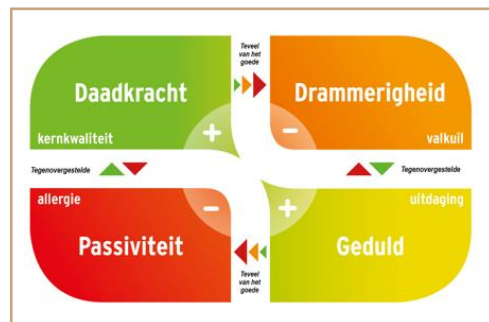 Teveel
van het
goede
Daadkracht
Drammerigheid
kernkwaliteit
+
-
valkuil
Tegenovergestelde
Tegenovergestelde
allergie
-
+
uitdaging
Passiviteit
Geduld
Teveel
van het
goede